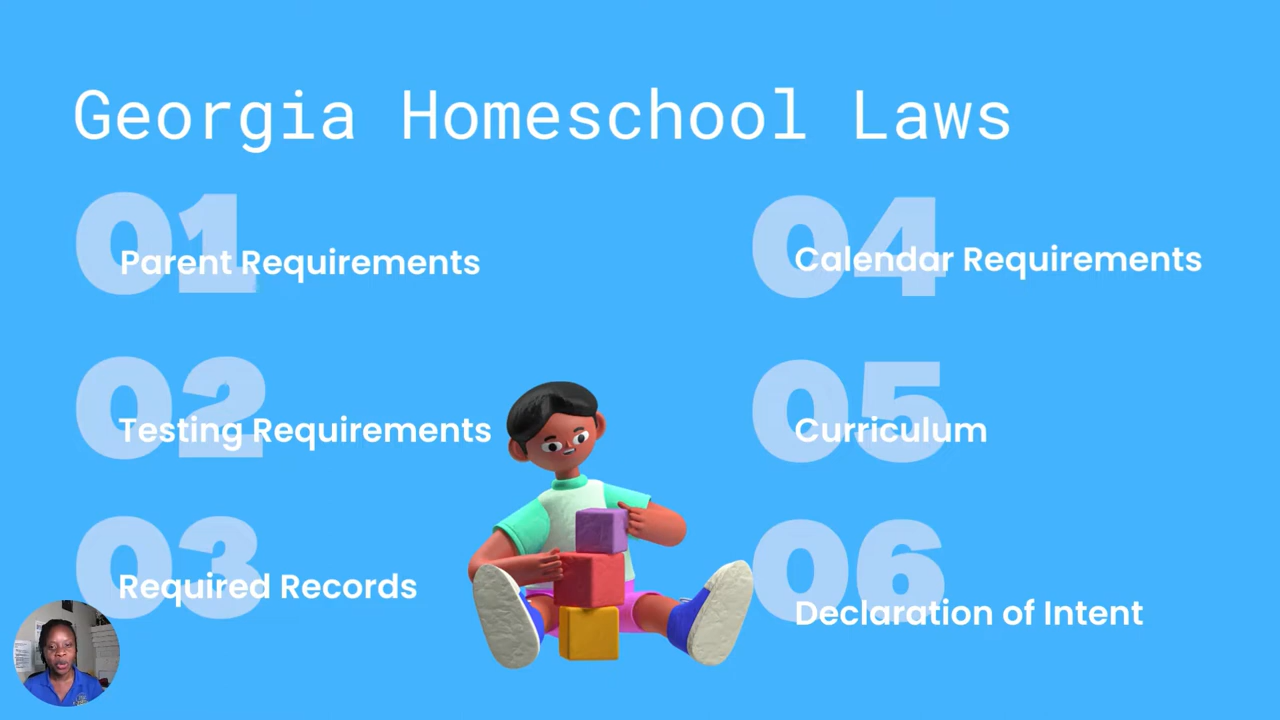 Georgia Homeschool Laws
01
Parent Requirements
02
Testing Requirements
03
Required Records
04
Calendar Requirements
05
Curriculum
06
Declaration of Intent